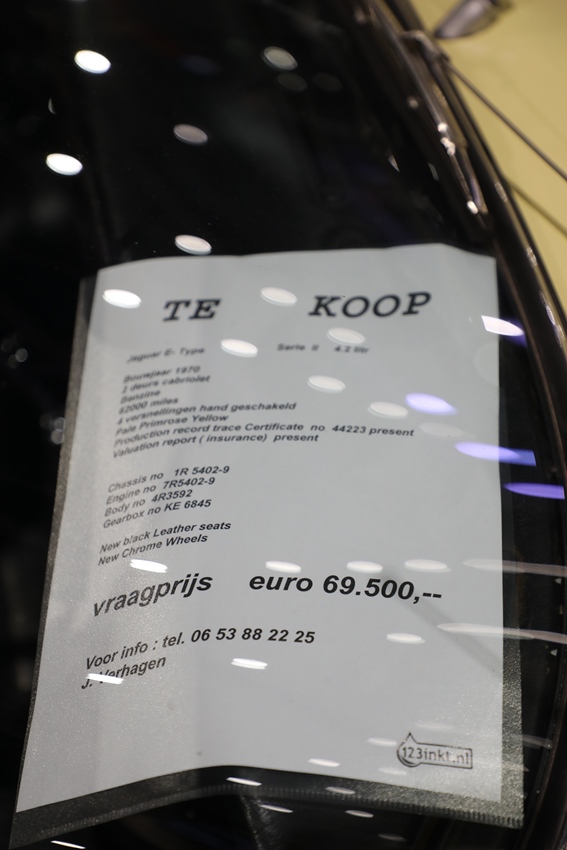 TE KOOP
Jaguar E- Type Serie II 4.2 litr
Bouwjaar 1970
2 deurs cabriolet
Benzine
62000 miles
4 versnellingen hand geschakeld
Pale Primrose Yellow
Production record trace Certificate no 44223 present
Valuation report ( insurance) present
Chassis no 1R 5402-9
Engine no 7R5402-9
Body no 4R3592
Gearbox no KE 6845
New black Leather seats
New Chrome Wheels
vraagprijs euro 69.500,--
Voor info : tel. 06 53 88 22 25
J. Verhagen
123inkt.nl